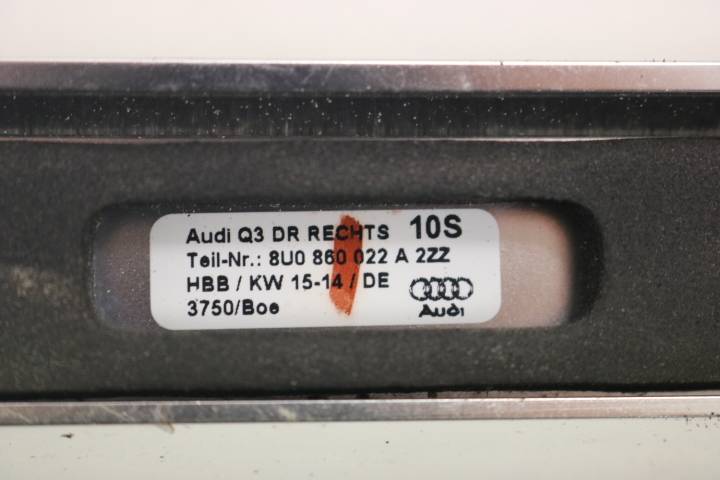 Audi Q3 DR RECHTS 10S
Teil-Nr.: 8U0 860 022 A 2ZZ
HBB / KW 15-14 / DE
3750/Boe
Audi